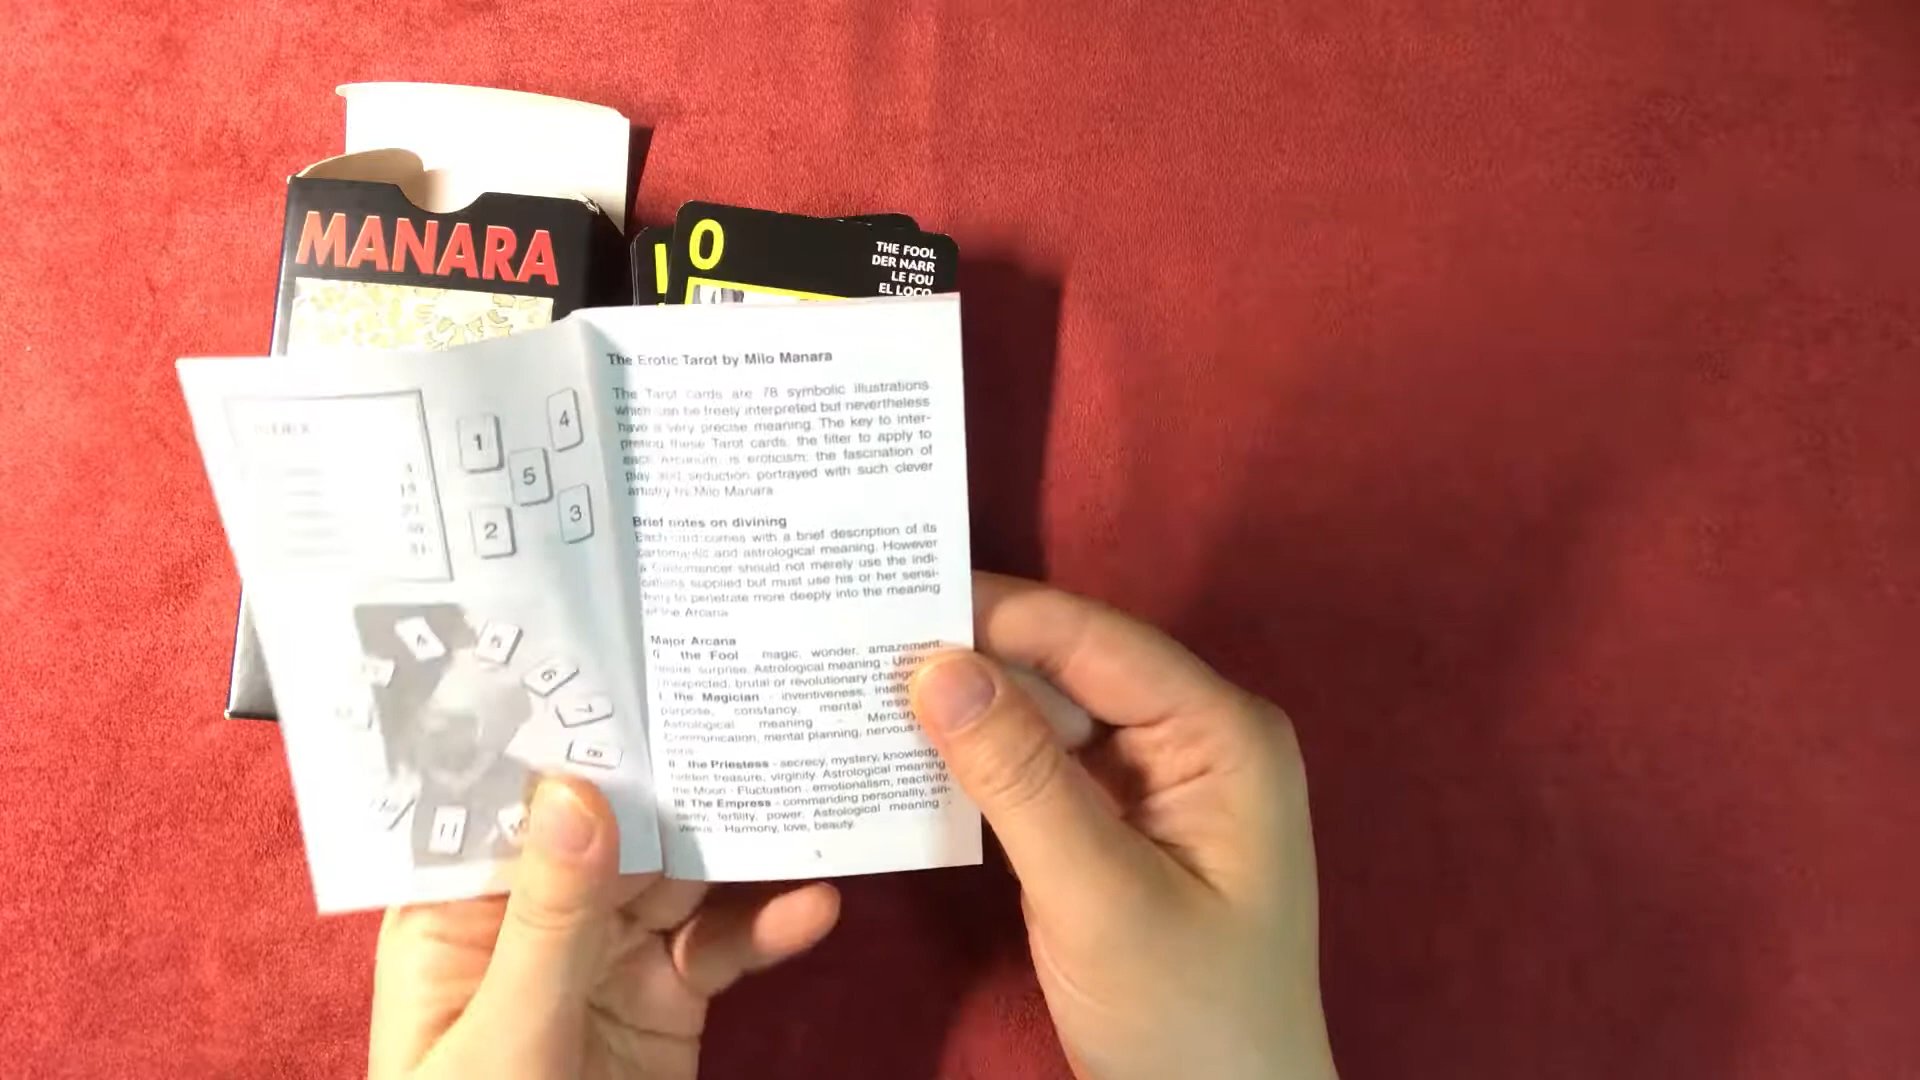 MANARA
0
THE FOOL
DER NARR
LE FOU
EL LOCO
INDEX
1
4
5
2
3
5
6
7
8
11
10
The Erotic Tarot by Milo Manara
The Tarot cards are 78 symbolic illustrations
which can be freely interpreted but nevertheless
have a very precise meaning. The key to inter-
preting these Tarot cards, the filter to apply to
each Arcanum, is eroticism: the fascination of
play and seduction portrayed with such clever
artistry by Milo Manara.
Brief notes on divining
Each card comes with a brief description of its
cartomantic and astrological meaning. However
a Cartomancer should not merely use the indi-
cations supplied but must use his or her sensi-
tivity to penetrate more deeply into the meaning
of the Arcana.
Major Arcana
the Fool magic, wonder, amazement,
surprise. Astrological meaning -
Unexpected, brutal or revolutionary
I the Magician - inventiveness,
purpose, constancy, mental
Astrological meaning - Mercury
Communication, mental planning, nervous
II the Priestess - secrecy, mystery,
hidden treasure, virginity. Astrological meaning
the Moon - Fluctuation - emotionalism, reactivity,
III The Empress - commanding personality, sin-
cerity, fertility, power. Astrological meaning -
Venus - Harmony, love, beauty.
3